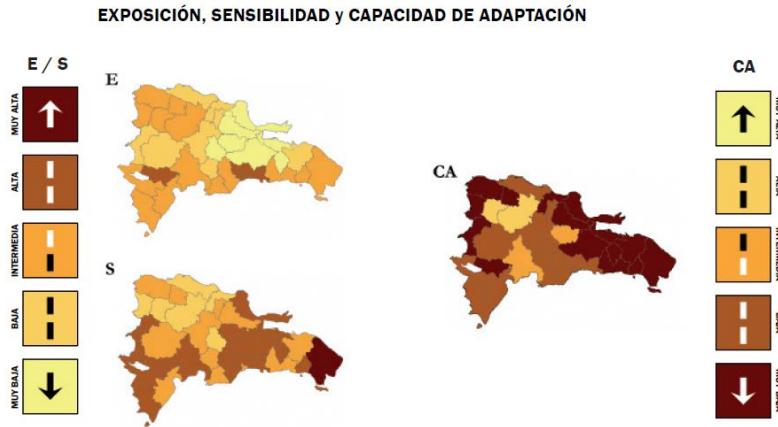 EXPOSICIÓN, SENSIBILIDAD y CAPACIDAD DE ADAPTACIÓN
E / S
MUY ALTA
ALTA
INTERMEDIA
BAJA
MUY BAJA
E
S
CA
CA